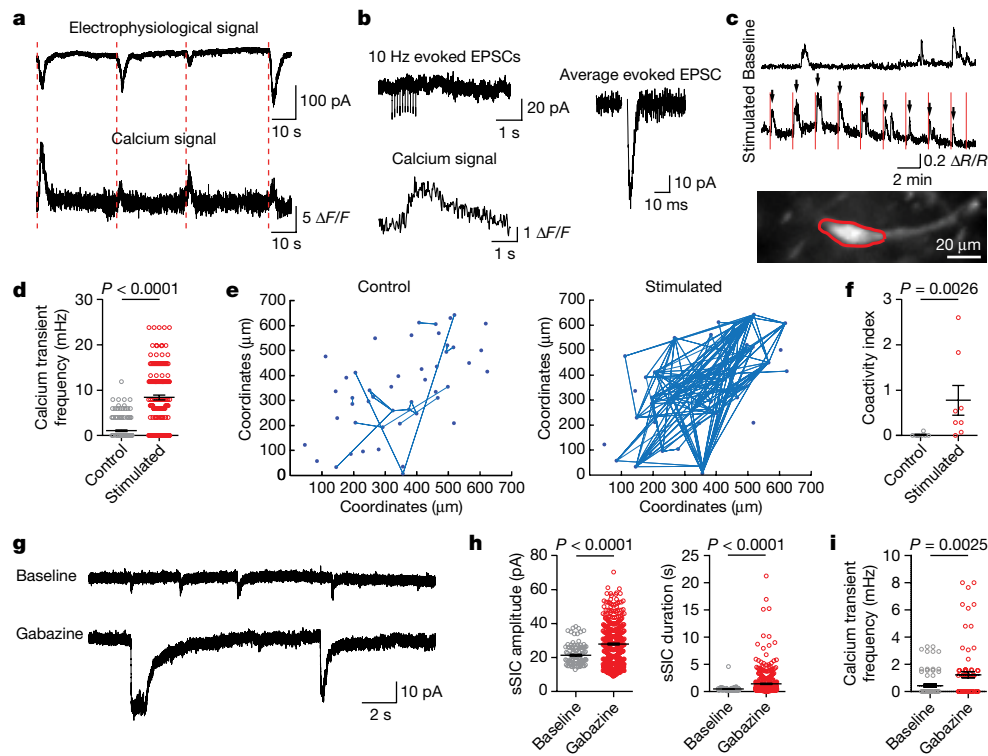 a
Electrophysiological signal
100 pA
10 s
Calcium signal
5 ΔF/F
10 s
b
10 Hz evoked EPSCs
20 pA
1 s
Calcium signal
1 ΔF/F
1 s
Average evoked EPSC
10 pA
10 ms
c
Baseline
Stimulated
0.2 ΔR/R
2 min
20 μm
d
P < 0.0001
Calcium transient
frequency (mHz)
30
20
10
0
Control
Stimulated
e
Control
Coordinates (μm)
700
600
500
400
300
200
100
0
100 200 300 400 500 600 700
Coordinates (μm)
Stimulated
Coordinates (μm)
700
600
500
400
300
200
100
0
100 200 300 400 500 600 700
Coordinates (μm)
f
P = 0.0026
Coactivity index
3
2
1
0
Control
Stimulated
g
Baseline
Gabazine
10 pA
2 s
h
P < 0.0001
sSIC amplitude (pA)
80
60
40
20
0
Baseline
Gabazine
P < 0.0001
sSIC duration (s)
25
20
15
10
5
0
Baseline
Gabazine
i
P = 0.0025
Calcium transient
frequency (mHz)
10
8
6
4
2
0
Baseline
Gabazine